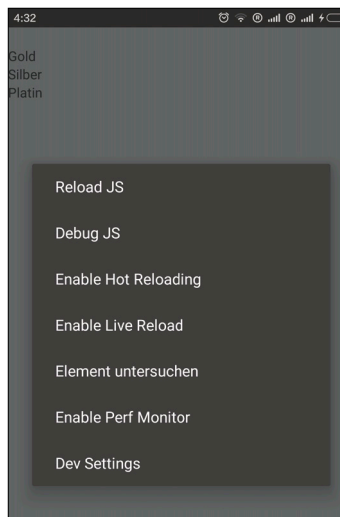 4:32
Gold
Silber
Platin
Reload JS
Debug JS
Enable Hot Reloading
Enable Live Reload
Element untersuchen
Enable Perf Monitor
Dev Settings